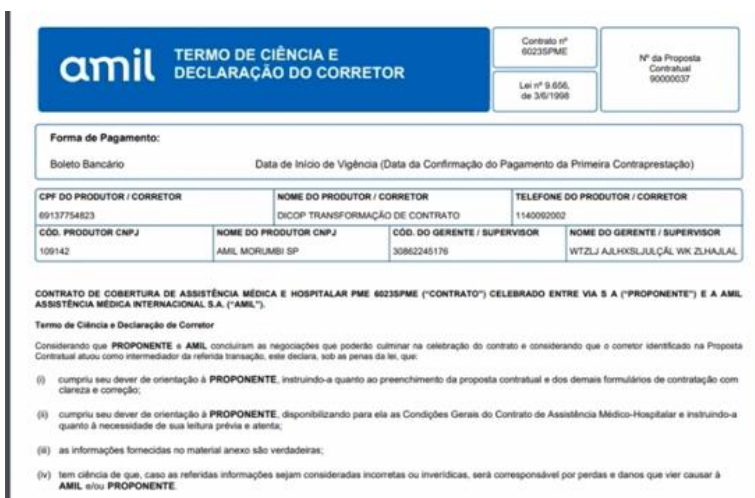 amil
TERMO DE CIÊNCIA E
DECLARAÇÃO DO CORRETOR
Contrato nº
6023SPME
Lei nº 9.656,
de 3/6/1998
Nº da Proposta
Contratual
90000037
Forma de Pagamento:
Boleto Bancário Data de Início de Vigência (Data da Confirmação do Pagamento da Primeira Contraprestação)
CPF DO PRODUTOR / CORRETOR NOME DO PRODUTOR / CORRETOR TELEFONE DO PRODUTOR / CORRETOR
69137754823 DICOP TRANSFORMAÇÃO DE CONTRATO 1140092002
CÓD. PRODUTOR CNPJ NOME DO PRODUTOR CNPJ CÓD. DO GERENTE / SUPERVISOR NOME DO GERENTE / SUPERVISOR
109142 AMIL MORUMBI SP 30862245176 WTZLJ AJLHXSLJULÇÃL WK ZLHAJLAL
CONTRATO DE COBERTURA DE ASSISTÊNCIA MÉDICA E HOSPITALAR PME 6023SPME ("CONTRATO") CELEBRADO ENTRE VIA S A ("PROPONENTE") E A AMIL
ASSISTÊNCIA MÉDICA INTERNACIONAL S.A. ("AMIL").
Termo de Ciência e Declaração de Corretor
Considerando que PROPONENTE e AMIL concluíram as negociações que poderão culminar na celebração do contrato e considerando que o corretor identificado na Proposta
Contratual atuou como intermediador da referida transação, este declara, sob as penas da lei, que:
(i) cumpriu seu dever de orientação à PROPONENTE, instruindo-a quanto ao preenchimento da proposta contratual e dos demais formulários de contratação com
clareza e correção;
(ii) cumpriu seu dever de orientação à PROPONENTE, disponibilizando para ela as Condições Gerais do Contrato de Assistência Médico-Hospitalar e instruindo-a
quanto à necessidade de sua leitura prévia e atenta;
(iii) as informações fornecidas no material anexo são verdadeiras;
(iv) tem ciência de que, caso as referidas informações sejam consideradas incorretas ou inverídicas, será corresponsável por perdas e danos que vier causar à
AMIL e/ou PROPONENTE.